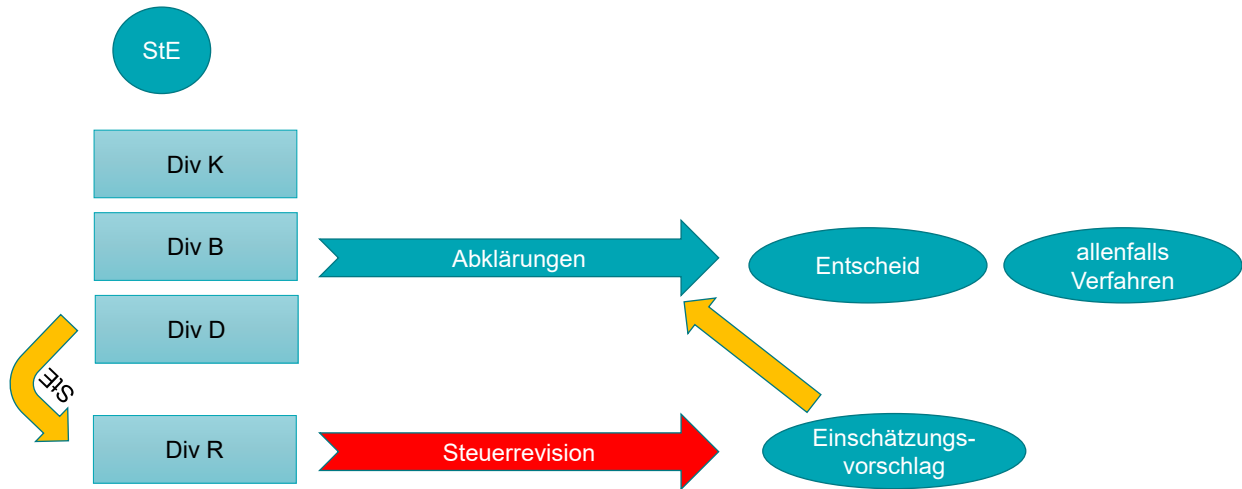 StE
Div K
Div B
Abklärungen
Entscheid
allenfalls
Verfahren
Div D
StE
Div R
Steuerrevision
Einschätzungs-
vorschlag